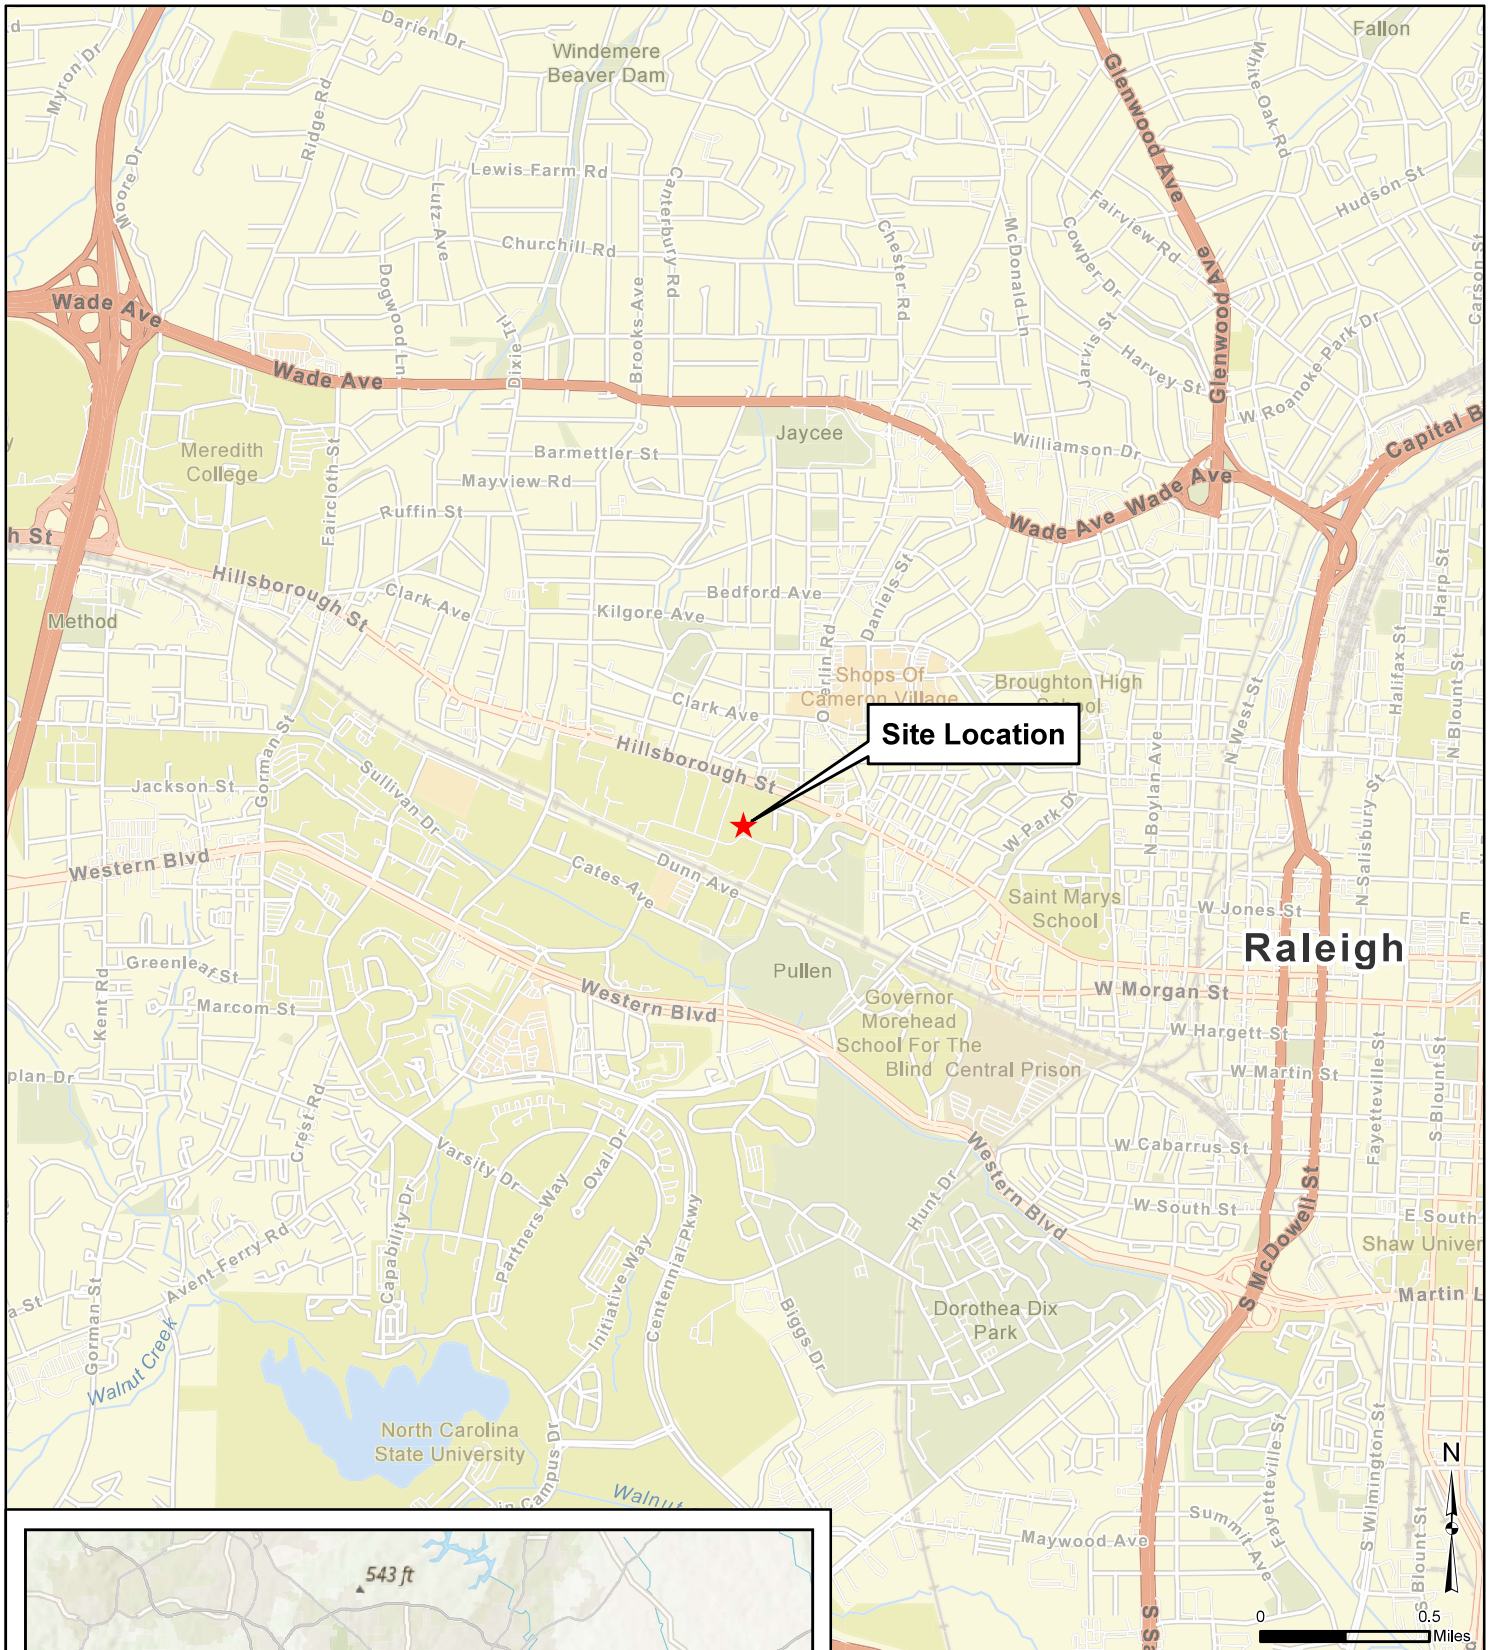 Darien Dr
Fallon
Windemere
Beaver Dam
Myron Dr
Ridge Rd
Glenwood Ave
White Oak Rd
Moore Dr
Lewis Farm Rd
Canterbury Rd
Hudson St
Lutz Ave
Churchill Rd
Chester Rd
McDonald Ln
Fairview Rd
Cowper Dr
Glenwood Ave
Carson St
Wade Ave
Dogwood Ln
Dixie Trl
Brooks Ave
Jarvis St
Harvey St
W Roanoke Park Dr
Wade Ave
Capital B
Jaycee
Meredith
College
Faircloth St
Barmettler St
Williamson Dr
Mayview Rd
Wade Ave
Wade Ave
Ruffin St
h St
Hillsborough St
Clark Ave
Bedford Ave
Daniels St
Harp St
Kilgore Ave
Method
Oberlin Rd
Halifax St
N Blount St
Shops Of
Cameron Village
Broughton High
School
N West St
Clark Ave
Site Location
Gorman St
Hillsborough St
Sullivan Dr
Jackson St
N Boylan Ave
N Salisbury St
W Park Dr
Western Blvd
Cates Ave
Dunn Ave
Saint Marys
School
W Jones St
E
Raleigh
Greenleaf St
Pullen
Kent Rd
Marcom St
Western Blvd
Governor
Morehead
School For The
Blind
Central Prison
W Morgan St
W Hargett St
plan Dr
W Martin St
Fayetteville St
S Blount St
Crest Rd
Varsity Dr
Oval Dr
Western Blvd
W Cabarrus St
Capability Dr
Partners Way
Centennial Pkwy
Hunt Dr
W South St
E South
S McDowell St
Shaw Univer
Avent Ferry Rd
Initiative Way
a St
Gorman St
Biggs Dr
Dorothea Dix
Park
Martin L
Walnut Creek
North Carolina
State University
Campus Dr
Walnut
Fayetteville St
S Wilmington St
N
Summit Ave
Maywood Ave
S Blount St
543 ft
0
0.5
Miles